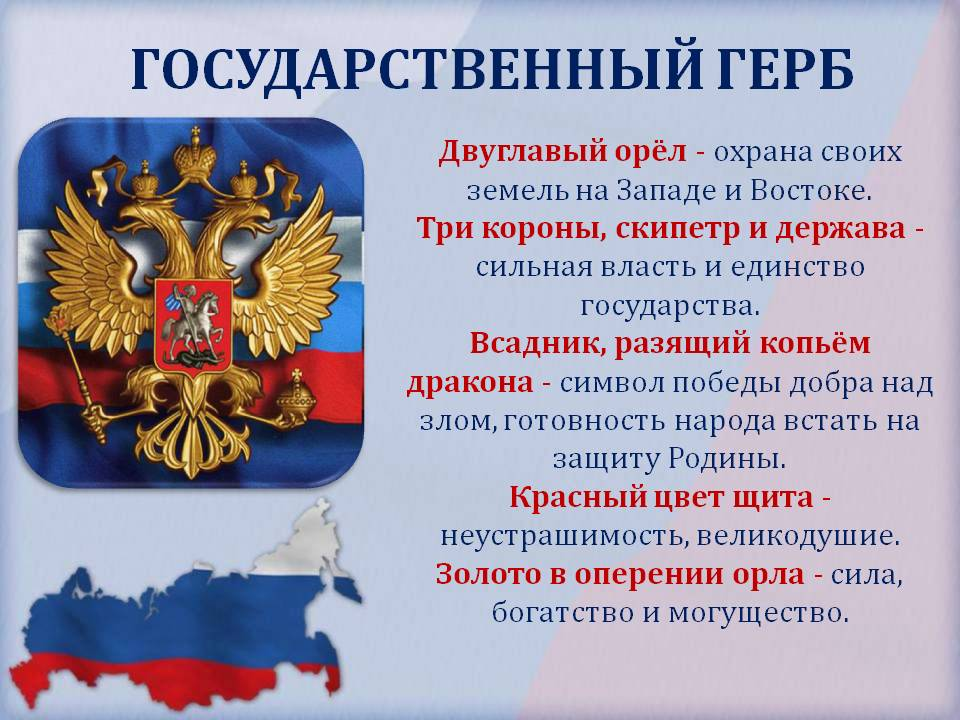 ГОСУДАРСТВЕННЫЙ ГЕРБ
Двуглавый орёл - охрана своих
земель на Западе и Востоке.
Три короны, скипетр и держава -
сильная власть и единство
государства.
Всадник, разящий копьём
дракона - символ победы добра над
злом, готовность народа встать на
защиту Родины.
Красный цвет щита -
неустрашимость, великодушие.
Золото в оперении орла - сила,
богатство и могущество.